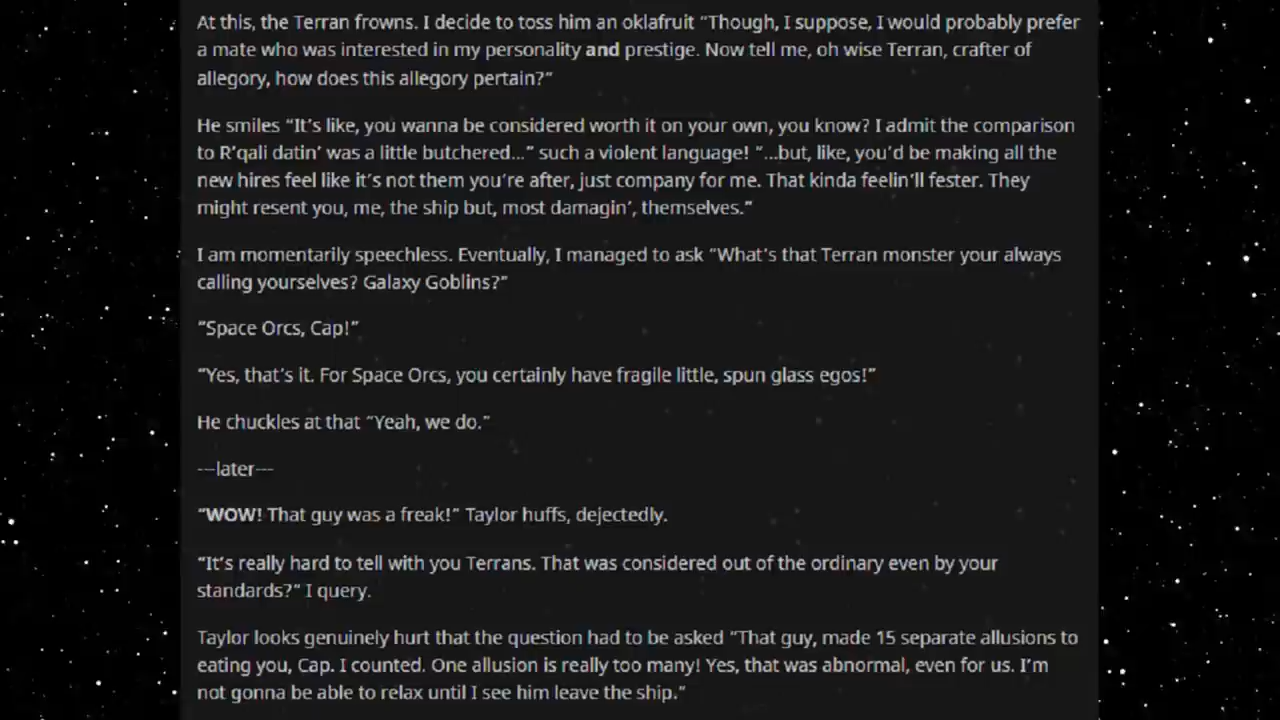 At this, the Terran frowns. I decide to toss him an oklafruit “Though, I suppose, I would probably prefer
a mate who was interested in my personality and prestige. Now tell me, oh wise Terran, crafter of
allegory, how does this allegory pertain?”
He smiles “It’s like, you wanna be considered worth it on your own, you know? I admit the comparison
to R’qali datin’ was a little butchered…” such a violent language! “…but, like, you’d be making all the
new hires feel like it’s not them you’re after, just company for me. That kinda feelin’ll fester. They
might resent you, me, the ship but, most damagin’, themselves.”
I am momentarily speechless. Eventually, I managed to ask “What’s that Terran monster your always
calling yourselves? Galaxy Goblins?”
“Space Orcs, Cap!”
“Yes, that’s it. For Space Orcs, you certainly have fragile little, spun glass egos!”
He chuckles at that “Yeah, we do.”
---later---
“WOW! That guy was a freak!” Taylor huffs, dejectedly.
“It’s really hard to tell with you Terrans. That was considered out of the ordinary even by your
standards?” I query.
Taylor looks genuinely hurt that the question had to be asked “That guy, made 15 separate allusions to
eating you, Cap. I counted. One allusion is really too many! Yes, that was abnormal, even for us. I’m
not gonna be able to relax until I see him leave the ship.”